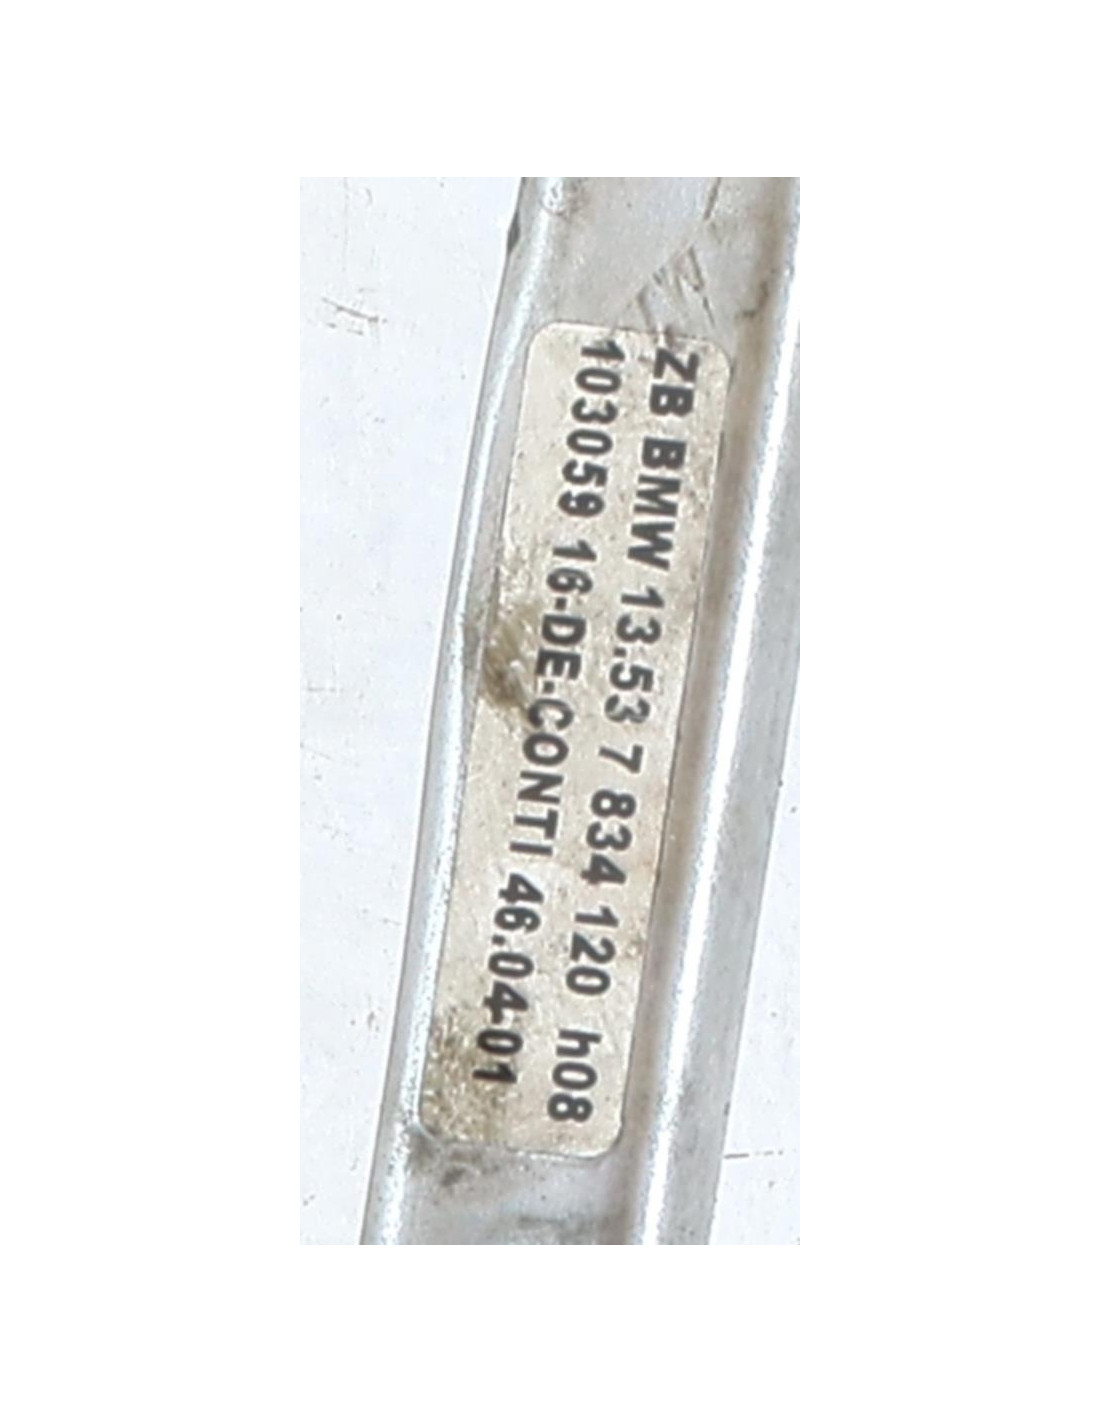 ZB BMW 13.53 7 834 120 h08
103059 16-DE-CONTI 46.04-01